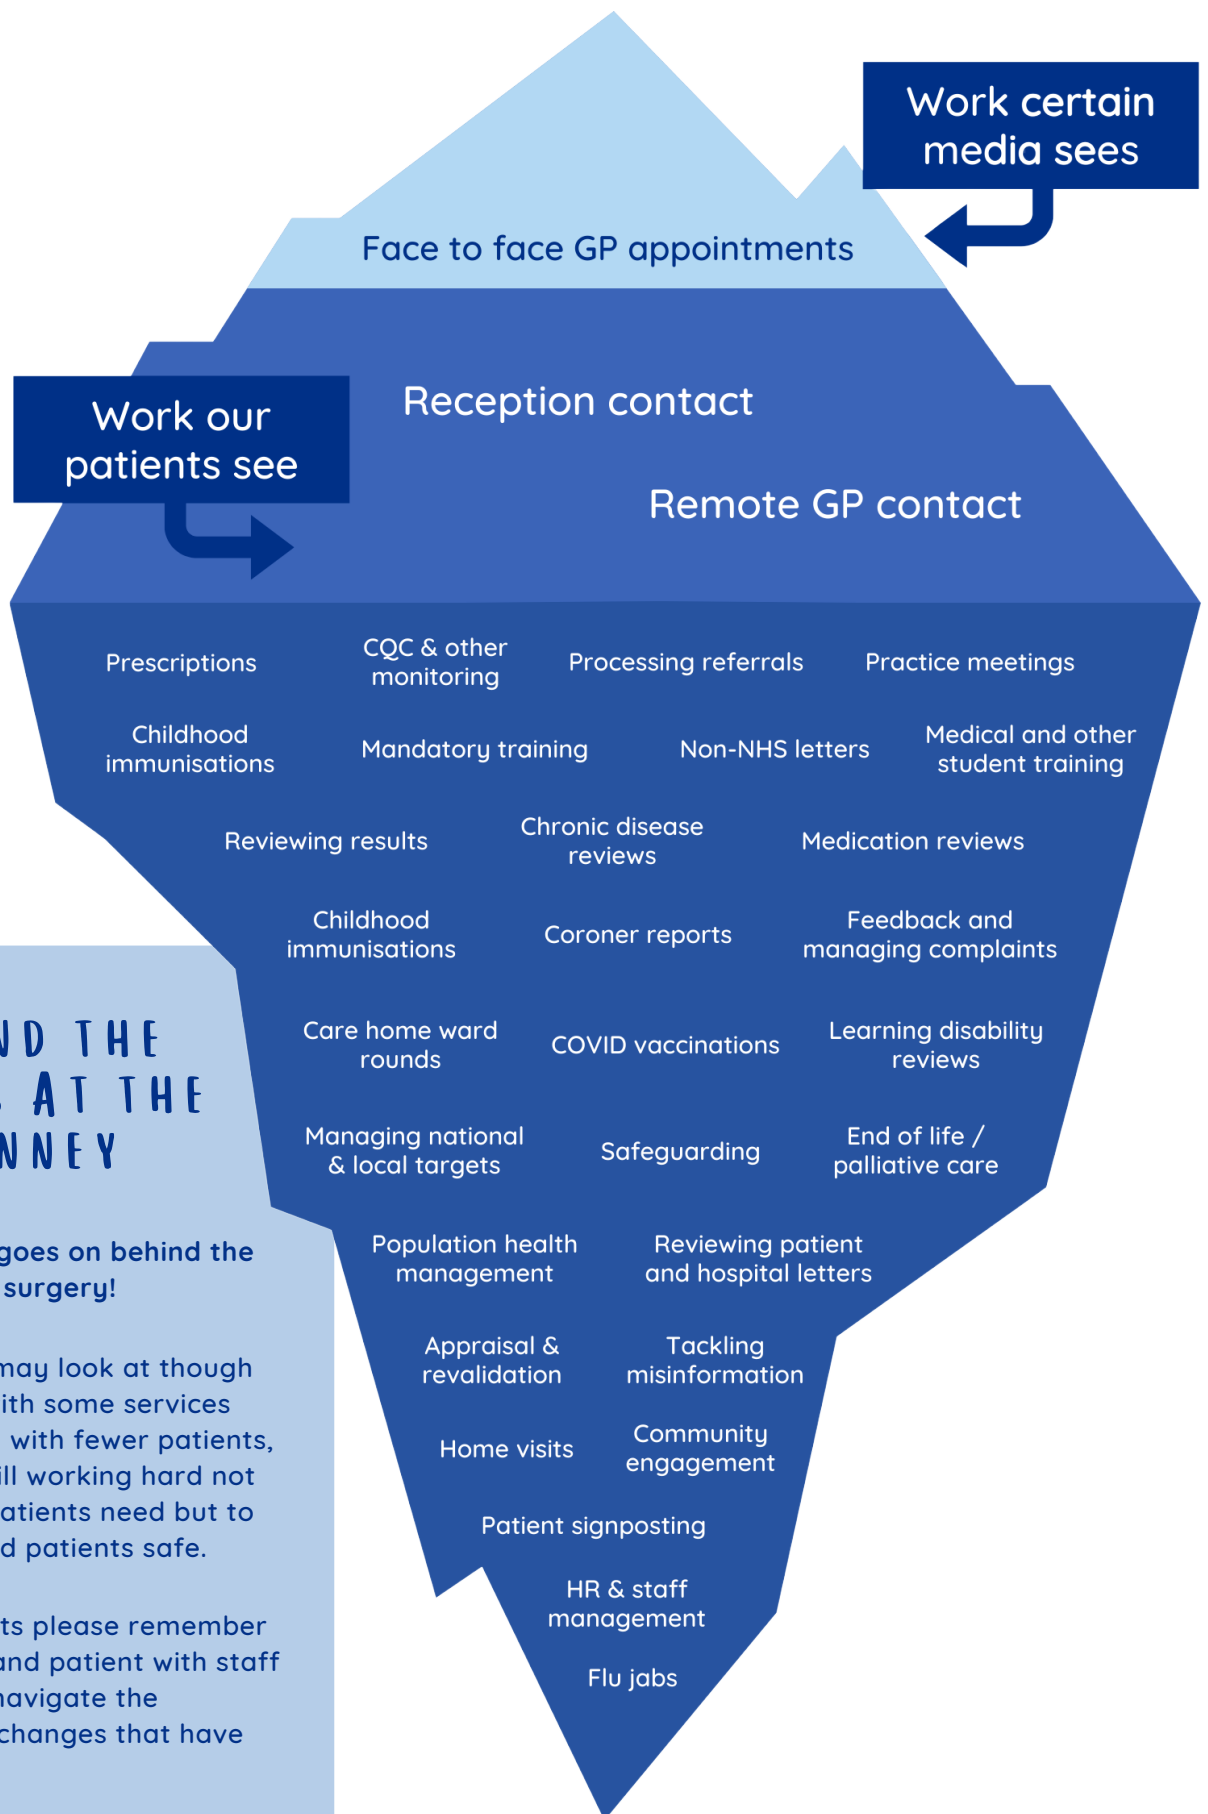 Work certain
media sees
Face to face GP appointments
Work our
patients see
Reception contact
Remote GP contact
Prescriptions
CQC & other
monitoring
Processing referrals
Practice meetings
Childhood
immunisations
Mandatory training
Non-NHS letters
Medical and other
student training
Reviewing results
Chronic disease
reviews
Medication reviews
Childhood
immunisations
Coroner reports
Feedback and
managing complaints
Care home ward
rounds
COVID vaccinations
Learning disability
reviews
Managing national
& local targets
Safeguarding
End of life /
palliative care
Population health
management
Reviewing patient
and hospital letters
Appraisal &
revalidation
Tackling
misinformation
Home visits
Community
engagement
Patient signposting
HR & staff
management
Flu jabs
THE
AT THE
goes on behind the
surgery!
may look at though
with some services
with fewer patients,
working hard not
patients need but to
patients safe.
please remember
and patient with staff
navigate the
changes that have